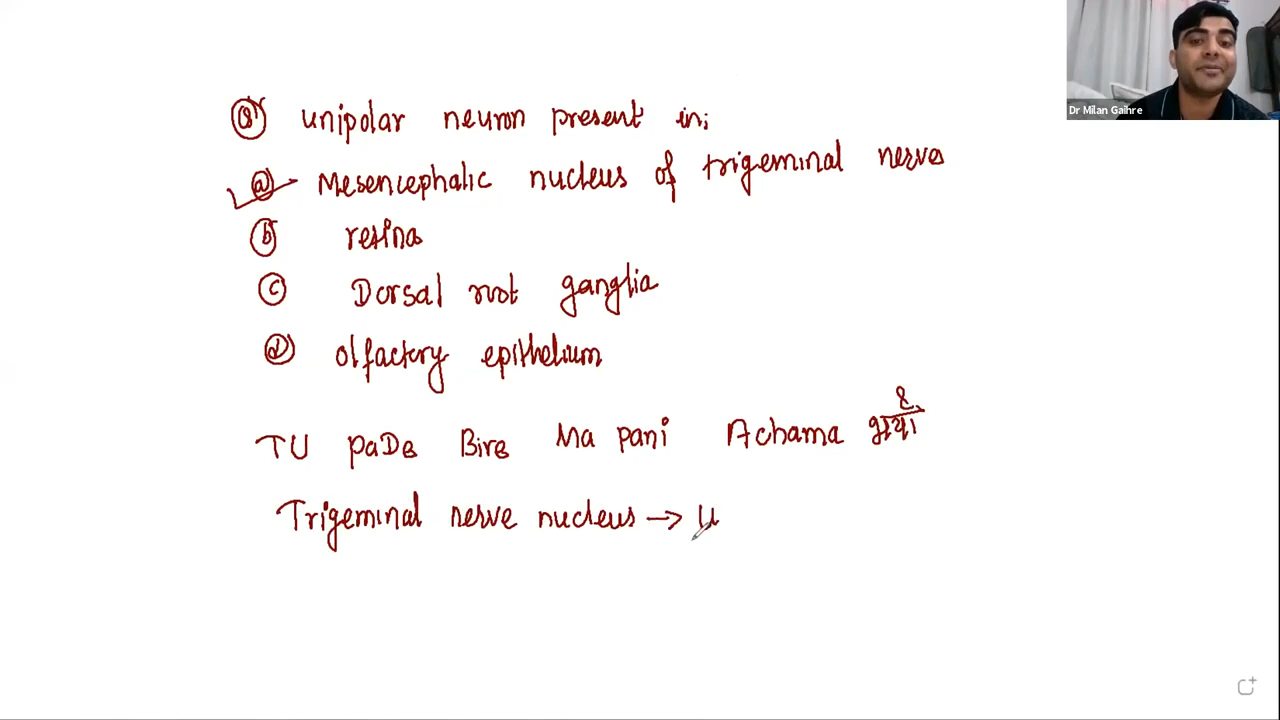 Dr Milan Gaihre
Q unipolar neuron present in;
a Mesencephalic nucleus of trigeminal nerve
b retina
c Dorsal root ganglia
d olfactory epithelium
TU PaDe Bire Ma pani Achama
Trigeminal nerve nucleus → U